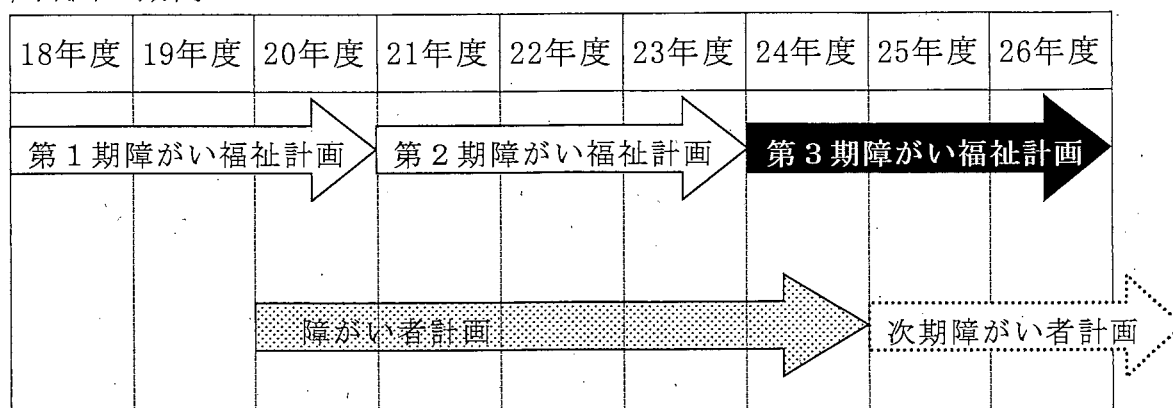 18年度 19年度 20年度 21年度 22年度 23年度 24年度 25年度 26年度
第１期障がい福祉計画 第２期障がい福祉計画 第３期障がい福祉計画
障がい者計画 次期障がい者計画